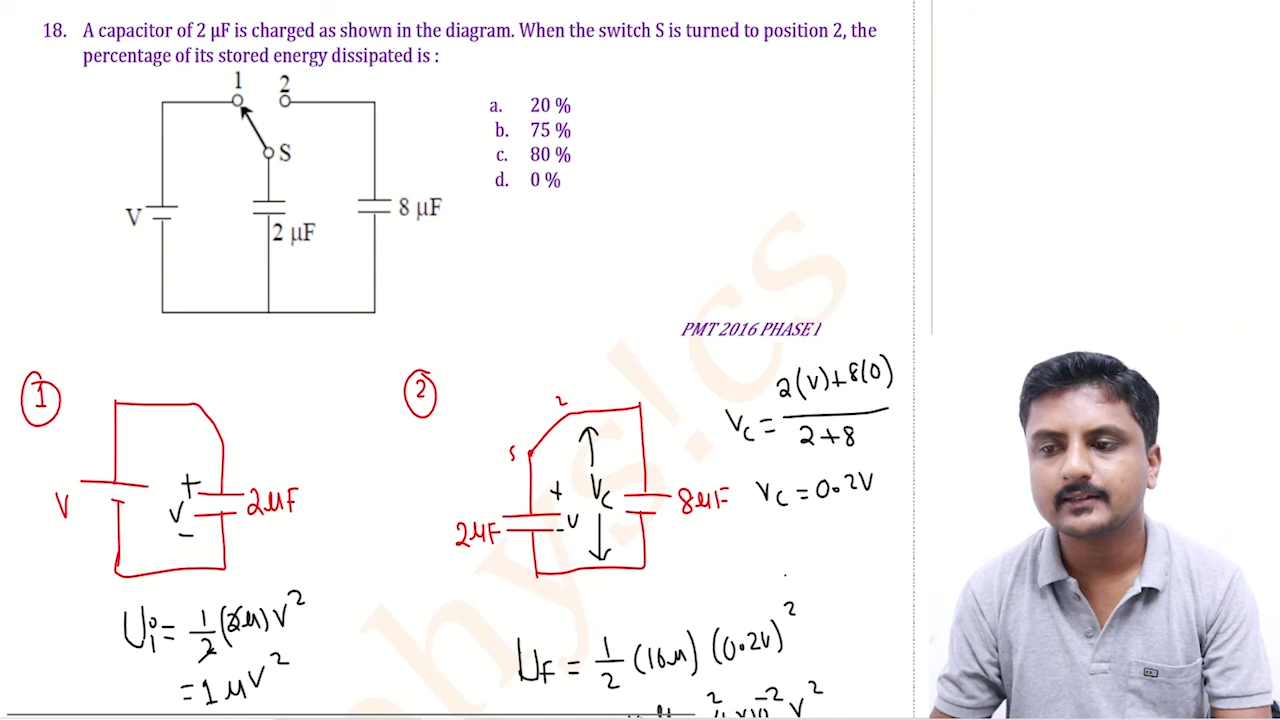 18. A capacitor of 2 μF is charged as shown in the diagram. When the switch S is turned to position 2, the
percentage of its stored energy dissipated is :
1 2
S
V
2 μF
8 μF
a. 20 %
b. 75 %
c. 80 %
d. 0 %
PMT 2016 PHASE I
phys!cs
1
V
+
V
-
2μF
Ui = 1/2 (2μ) V²
= 1 μV²
2
S
2
2μF
+
- V
Vc
8μF
Vc = 2(V)+8(0) / 2+8
Vc = 0.2V
UF = 1/2 (10μ) (0.2V)²